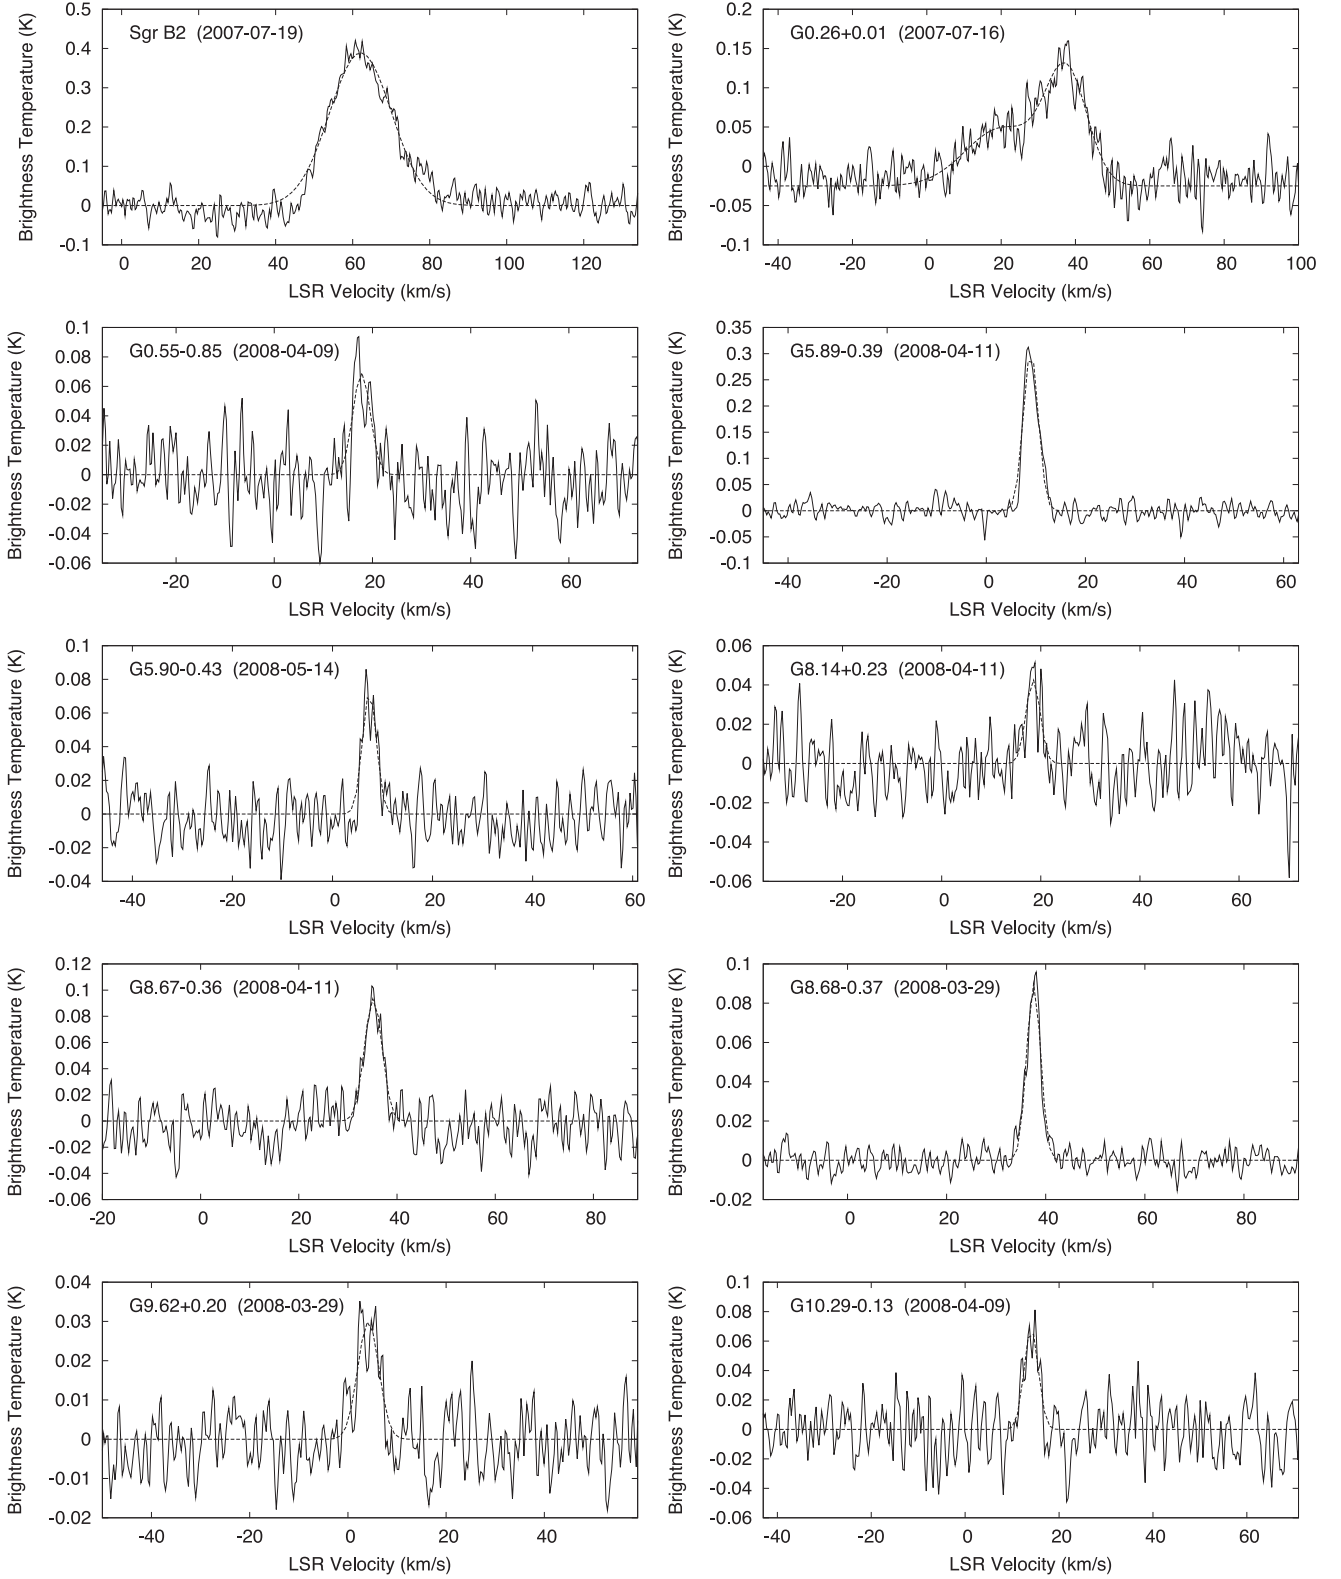 Sgr B2 (2007-07-19)
Brightness Temperature (K)
0.5
0.4
0.3
0.2
0.1
0
-0.1
0 20 40 60 80 100 120
LSR Velocity (km/s)
G0.26+0.01 (2007-07-16)
Brightness Temperature (K)
0.2
0.15
0.1
0.05
0
-0.05
-0.1
-40 -20 0 20 40 60 80 100
LSR Velocity (km/s)
G0.55-0.85 (2008-04-09)
Brightness Temperature (K)
0.1
0.08
0.06
0.04
0.02
0
-0.02
-0.04
-0.06
-20 0 20 40 60
LSR Velocity (km/s)
G5.89-0.39 (2008-04-11)
Brightness Temperature (K)
0.35
0.3
0.25
0.2
0.15
0.1
0.05
0
-0.05
-0.1
-40 -20 0 20 40 60
LSR Velocity (km/s)
G5.90-0.43 (2008-05-14)
Brightness Temperature (K)
0.1
0.08
0.06
0.04
0.02
0
-0.02
-0.04
-40 -20 0 20 40 60
LSR Velocity (km/s)
G8.14+0.23 (2008-04-11)
Brightness Temperature (K)
0.06
0.04
0.02
0
-0.02
-0.04
-0.06
-20 0 20 40 60
LSR Velocity (km/s)
G8.67-0.36 (2008-04-11)
Brightness Temperature (K)
0.12
0.1
0.08
0.06
0.04
0.02
0
-0.02
-0.04
-0.06
-20 0 20 40 60 80
LSR Velocity (km/s)
G8.68-0.37 (2008-03-29)
Brightness Temperature (K)
0.1
0.08
0.06
0.04
0.02
0
-0.02
0 20 40 60 80
LSR Velocity (km/s)
G9.62+0.20 (2008-03-29)
Brightness Temperature (K)
0.04
0.03
0.02
0.01
0
-0.01
-0.02
-40 -20 0 20 40
LSR Velocity (km/s)
G10.29-0.13 (2008-04-09)
Brightness Temperature (K)
0.1
0.08
0.06
0.04
0.02
0
-0.02
-0.04
-0.06
-40 -20 0 20 40 60
LSR Velocity (km/s)